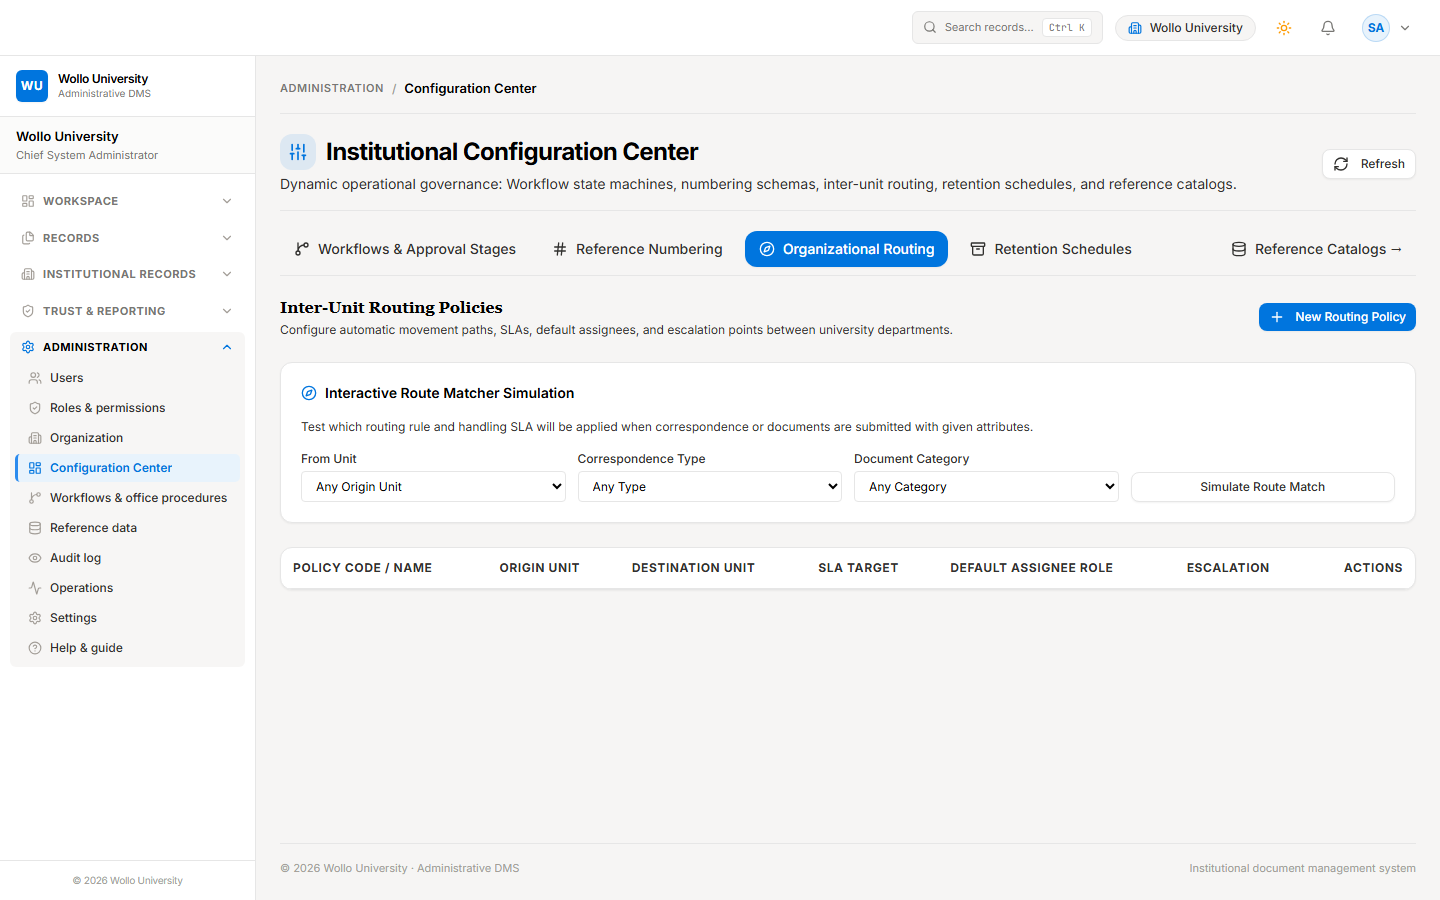 Search records... Ctrl K
Wollo University
SA
WU
Wollo University
Administrative DMS
Wollo University
Chief System Administrator
WORKSPACE
RECORDS
INSTITUTIONAL RECORDS
TRUST & REPORTING
ADMINISTRATION
Users
Roles & permissions
Organization
Configuration Center
Workflows & office procedures
Reference data
Audit log
Operations
Settings
Help & guide
© 2026 Wollo University
ADMINISTRATION / Configuration Center
Institutional Configuration Center
Dynamic operational governance: Workflow state machines, numbering schemas, inter-unit routing, retention schedules, and reference catalogs.
Refresh
Workflows & Approval Stages
Reference Numbering
Organizational Routing
Retention Schedules
Reference Catalogs →
Inter-Unit Routing Policies
Configure automatic movement paths, SLAs, default assignees, and escalation points between university departments.
New Routing Policy
Interactive Route Matcher Simulation
Test which routing rule and handling SLA will be applied when correspondence or documents are submitted with given attributes.
From Unit
Any Origin Unit
Correspondence Type
Any Type
Document Category
Any Category
Simulate Route Match
POLICY CODE / NAME ORIGIN UNIT DESTINATION UNIT SLA TARGET DEFAULT ASSIGNEE ROLE ESCALATION ACTIONS
© 2026 Wollo University · Administrative DMS
Institutional document management system